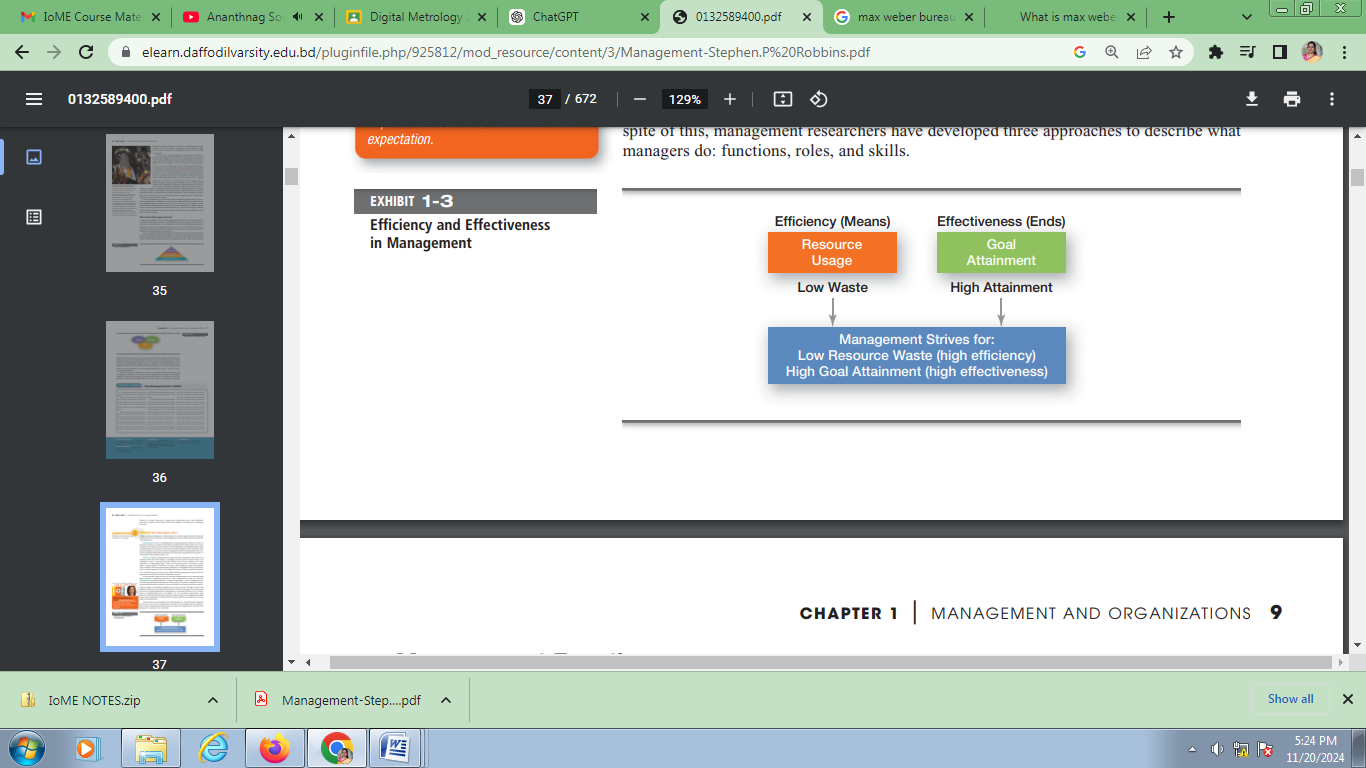 IoME Course Mate
Ananthnag So
Digital Metrology
ChatGPT
0132589400.pdf
max weber bureau
What is max webe
elearn.daffodilvarsity.edu.bd/pluginfile.php/925812/mod_resource/content/3/Management-Stephen.P%20Robbins.pdf
0132589400.pdf
37 / 672
129%
35
36
37
expectation.
spite of this, management researchers have developed three approaches to describe what
managers do: functions, roles, and skills.
EXHIBIT 1-3
Efficiency and Effectiveness
in Management
Efficiency (Means)
Resource
Usage
Low Waste
Effectiveness (Ends)
Goal
Attainment
High Attainment
Management Strives for:
Low Resource Waste (high efficiency)
High Goal Attainment (high effectiveness)
CHAPTER 1 | MANAGEMENT AND ORGANIZATIONS 9
IoME NOTES.zip
Management-Step....pdf
Show all
5:24 PM
11/20/2024